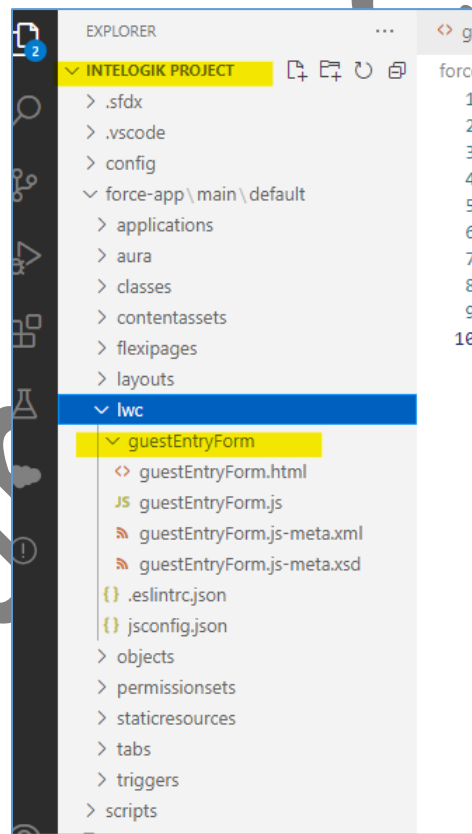 EXPLORER ...
2
g
INTELOGIK PROJECT
force
.sfdx
1
.vscode
2
config
3
force-app\main\default
4
applications
5
aura
6
classes
7
contentassets
8
flexipages
9
layouts
10
lwc
guestEntryForm
<> guestEntryForm.html
JS guestEntryForm.js
guestEntryForm.js-meta.xml
guestEntryForm.js-meta.xsd
{} .eslintrc.json
{} jsconfig.json
objects
permissionsets
staticresources
tabs
triggers
scripts